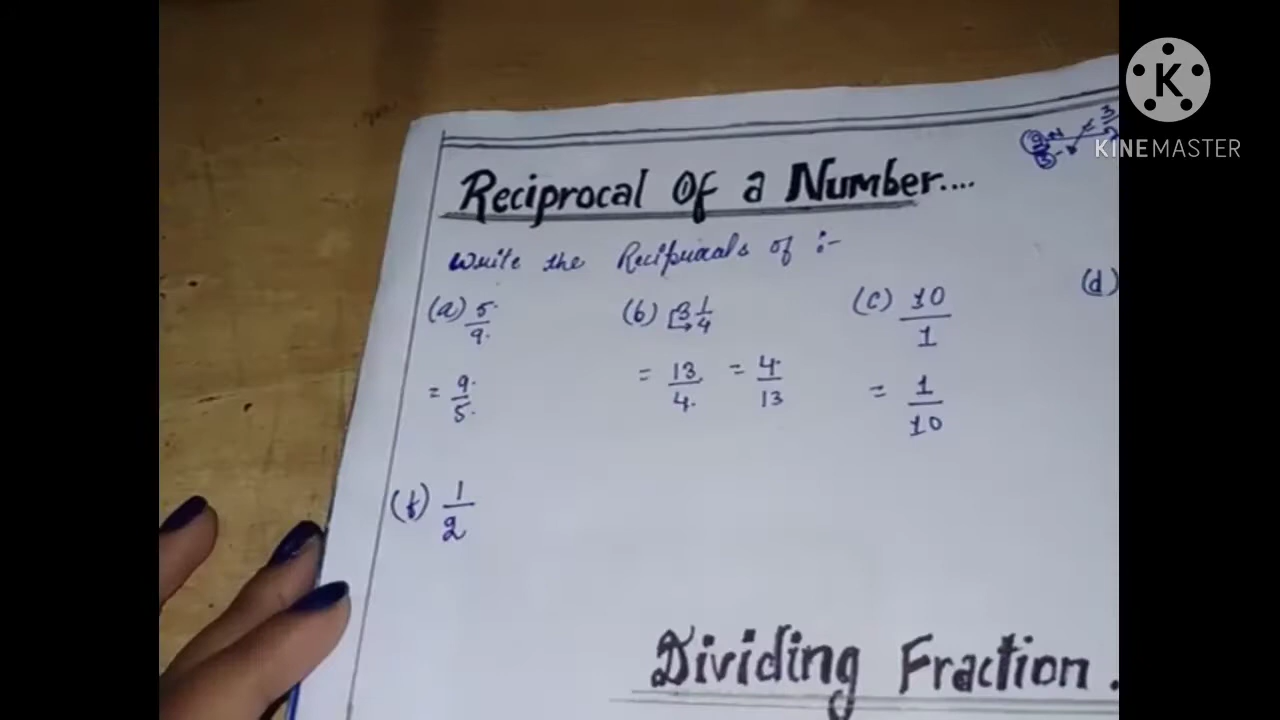 K
KINEMASTER
Reciprocal Of a Number....
Write the Reciprocals of :-
(a) 5/9 (b) 3 1/4 (c) 10/1 (d)
= 9/5 = 13/4 = 4/13 = 1/10
(f) 1/2
Dividing Fraction.